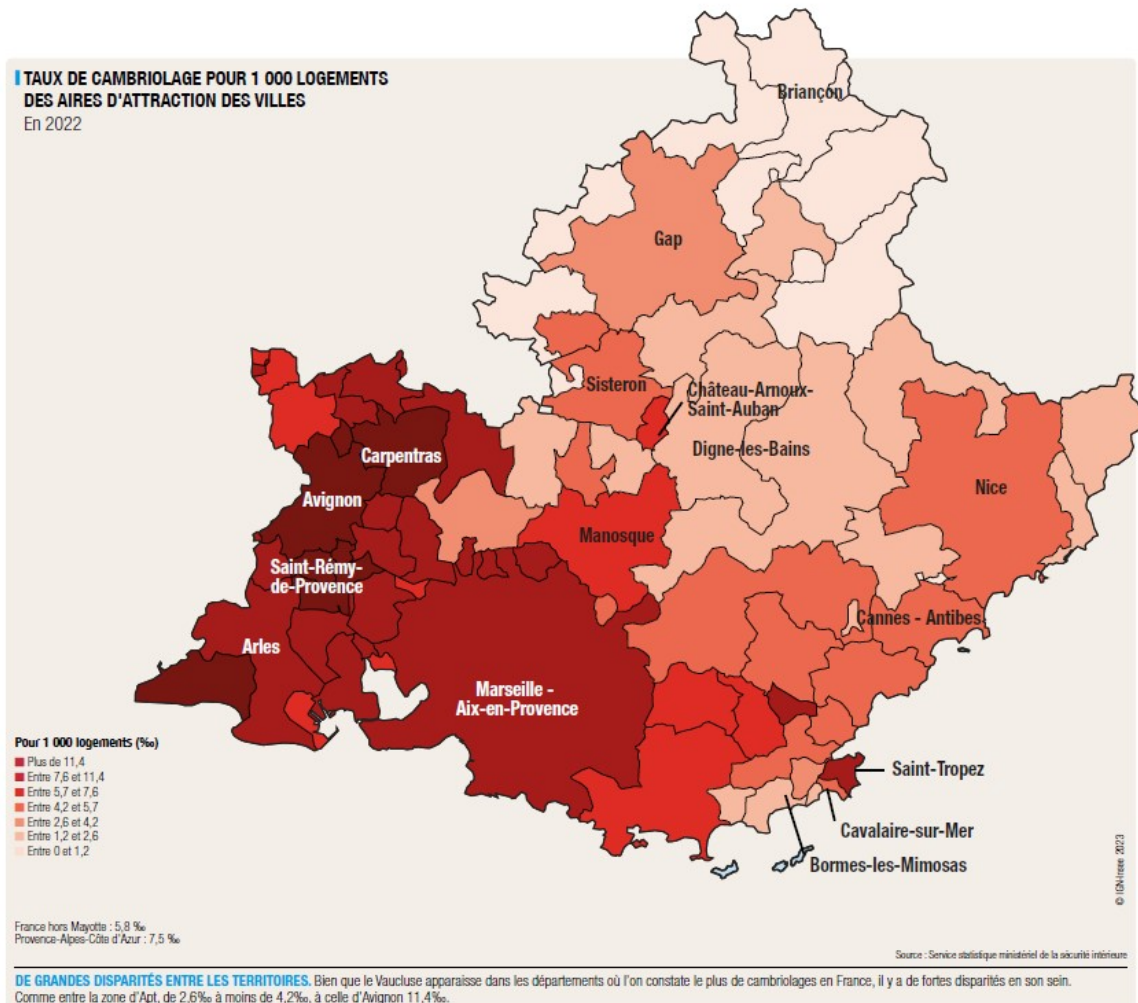 TAUX DE CAMBRIOLAGE POUR 1 000 LOGEMENTS
DES AIRES D'ATTRACTION DES VILLES
En 2022
Briançon
Gap
Sisteron
Château-Arnoux-
Saint-Auban
Digne-les-Bains
Carpentras
Avignon
Nice
Manosque
Saint-Rémy-
de-Provence
Cannes - Antibes
Arles
Marseille -
Aix-en-Provence
Saint-Tropez
Cavalaire-sur-Mer
Bormes-les-Mimosas
Pour 1 000 logements (‰)
Plus de 11,4
Entre 7,6 et 11,4
Entre 5,7 et 7,6
Entre 4,2 et 5,7
Entre 2,6 et 4,2
Entre 1,2 et 2,6
Entre 0 et 1,2
© IGN-Insee 2023
France hors Mayotte : 5,8 ‰
Provence-Alpes-Côte d'Azur : 7,5 ‰
Source : Service statistique ministériel de la sécurité intérieure
DE GRANDES DISPARITÉS ENTRE LES TERRITOIRES. Bien que le Vaucluse apparaisse dans les départements où l'on constate le plus de cambriolages en France, il y a de fortes disparités en son sein.
Comme entre la zone d'Apt, de 2,6‰ à moins de 4,2‰, à celle d'Avignon 11,4‰.